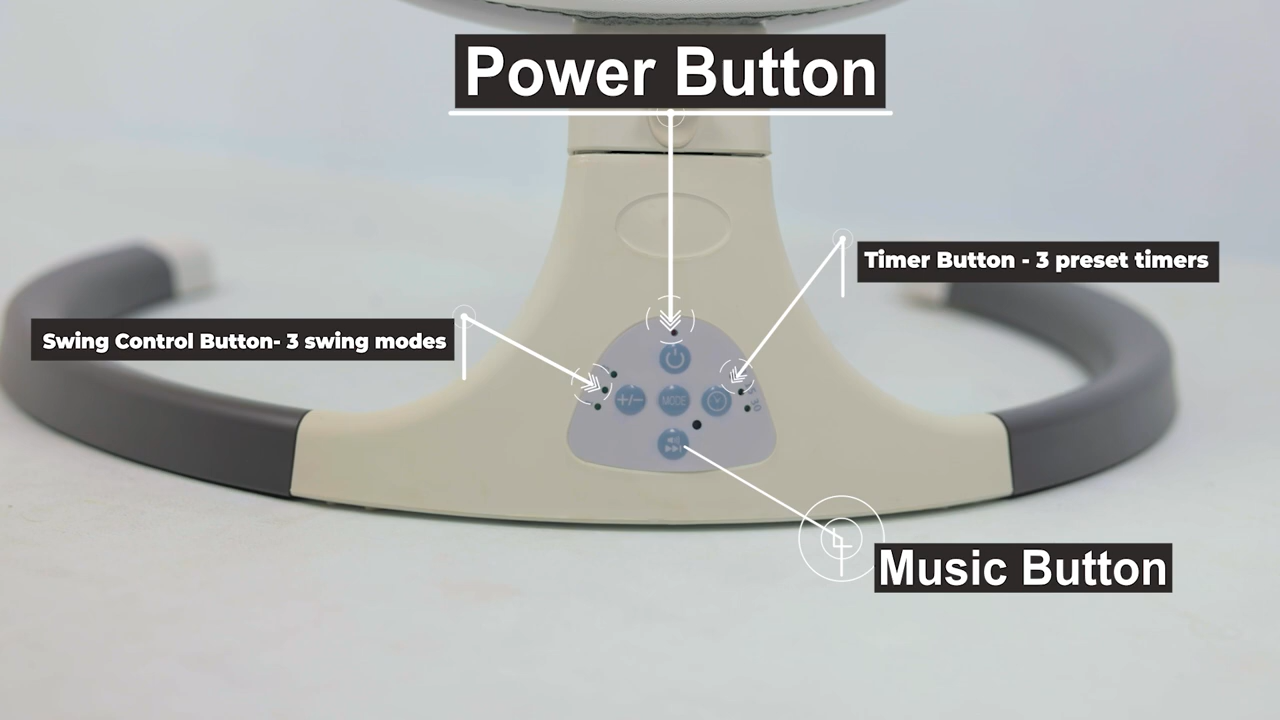 Power Button
Timer Button - 3 preset timers
Swing Control Button- 3 swing modes
+/-
MODE
Music Button